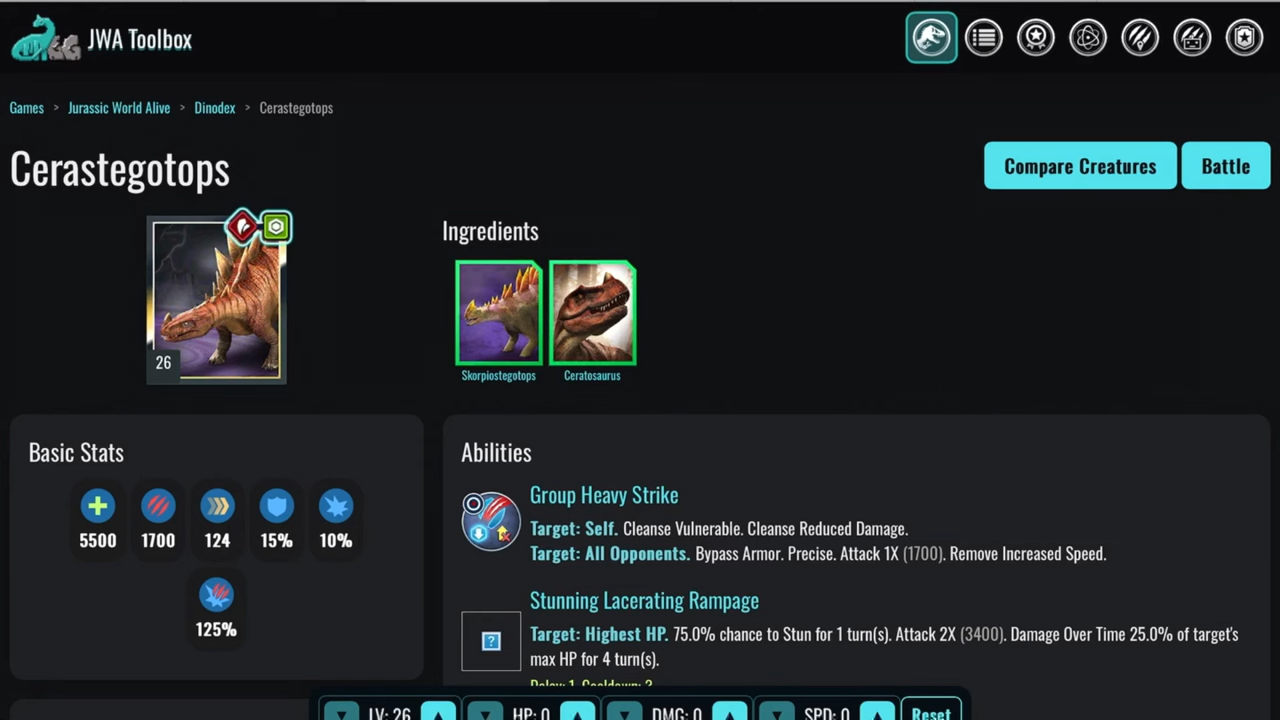 JWA Toolbox
Games > Jurassic World Alive > Dinodex > Cerastegotops
Cerastegotops
Compare Creatures
Battle
26
Ingredients
Skorpiostegotops
Ceratosaurus
Basic Stats
5500
1700
124
15%
10%
125%
Abilities
Group Heavy Strike
Target: Self. Cleanse Vulnerable. Cleanse Reduced Damage.
Target: All Opponents. Bypass Armor. Precise. Attack 1X (1700). Remove Increased Speed.
Stunning Lacerating Rampage
?
Target: Highest HP. 75.0% chance to Stun for 1 turn(s). Attack 2X (3400). Damage Over Time 25.0% of target's
max HP for 4 turn(s).
Delay: 1, Cooldown: 2
LV: 26
HP: 0
DMG: 0
SPD: 0
Reset